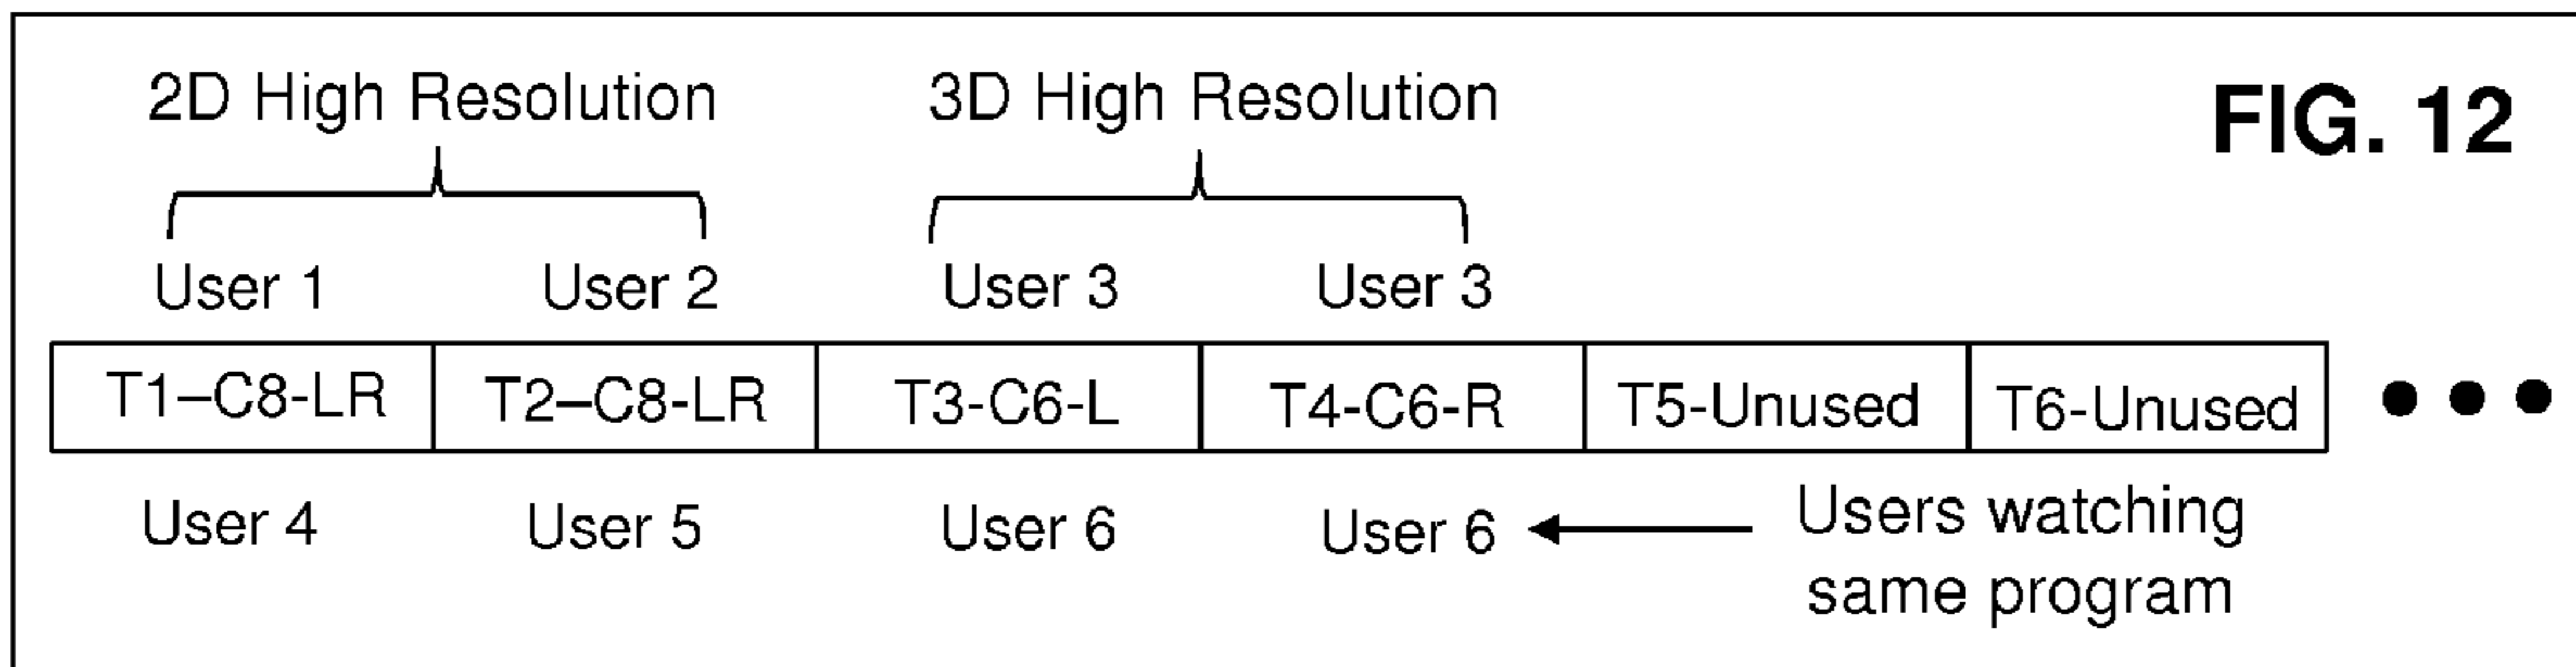 2D High Resolution 3D High Resolution FIG. 12
User 1 User 2 User 3 User 3
T1–C8-LR T2–C8-LR T3-C6-L T4-C6-R T5-Unused T6-Unused
User 4 User 5 User 6 User 6 Users watching
same program